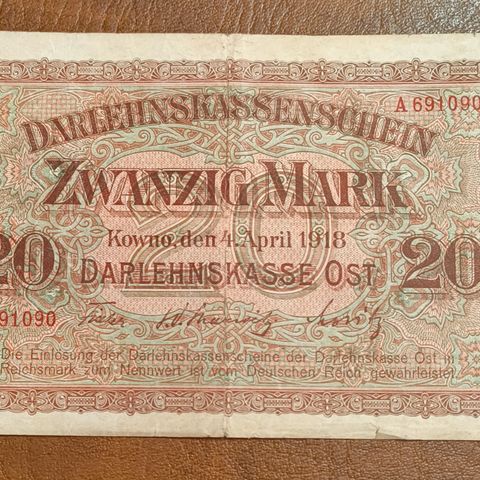 DARLEHNSKASSENSCHEIN
A 691090
ZWANZIG MARK
Kowno, den 4. April 1918
20 DARLEHNSKASSE OST 20
91090
Die Einlösung der Darlehnskassenscheine der Darlehnskasse Ost in
Reichsmark zum Nennwert ist vom Deutschen Reich gewährleistet